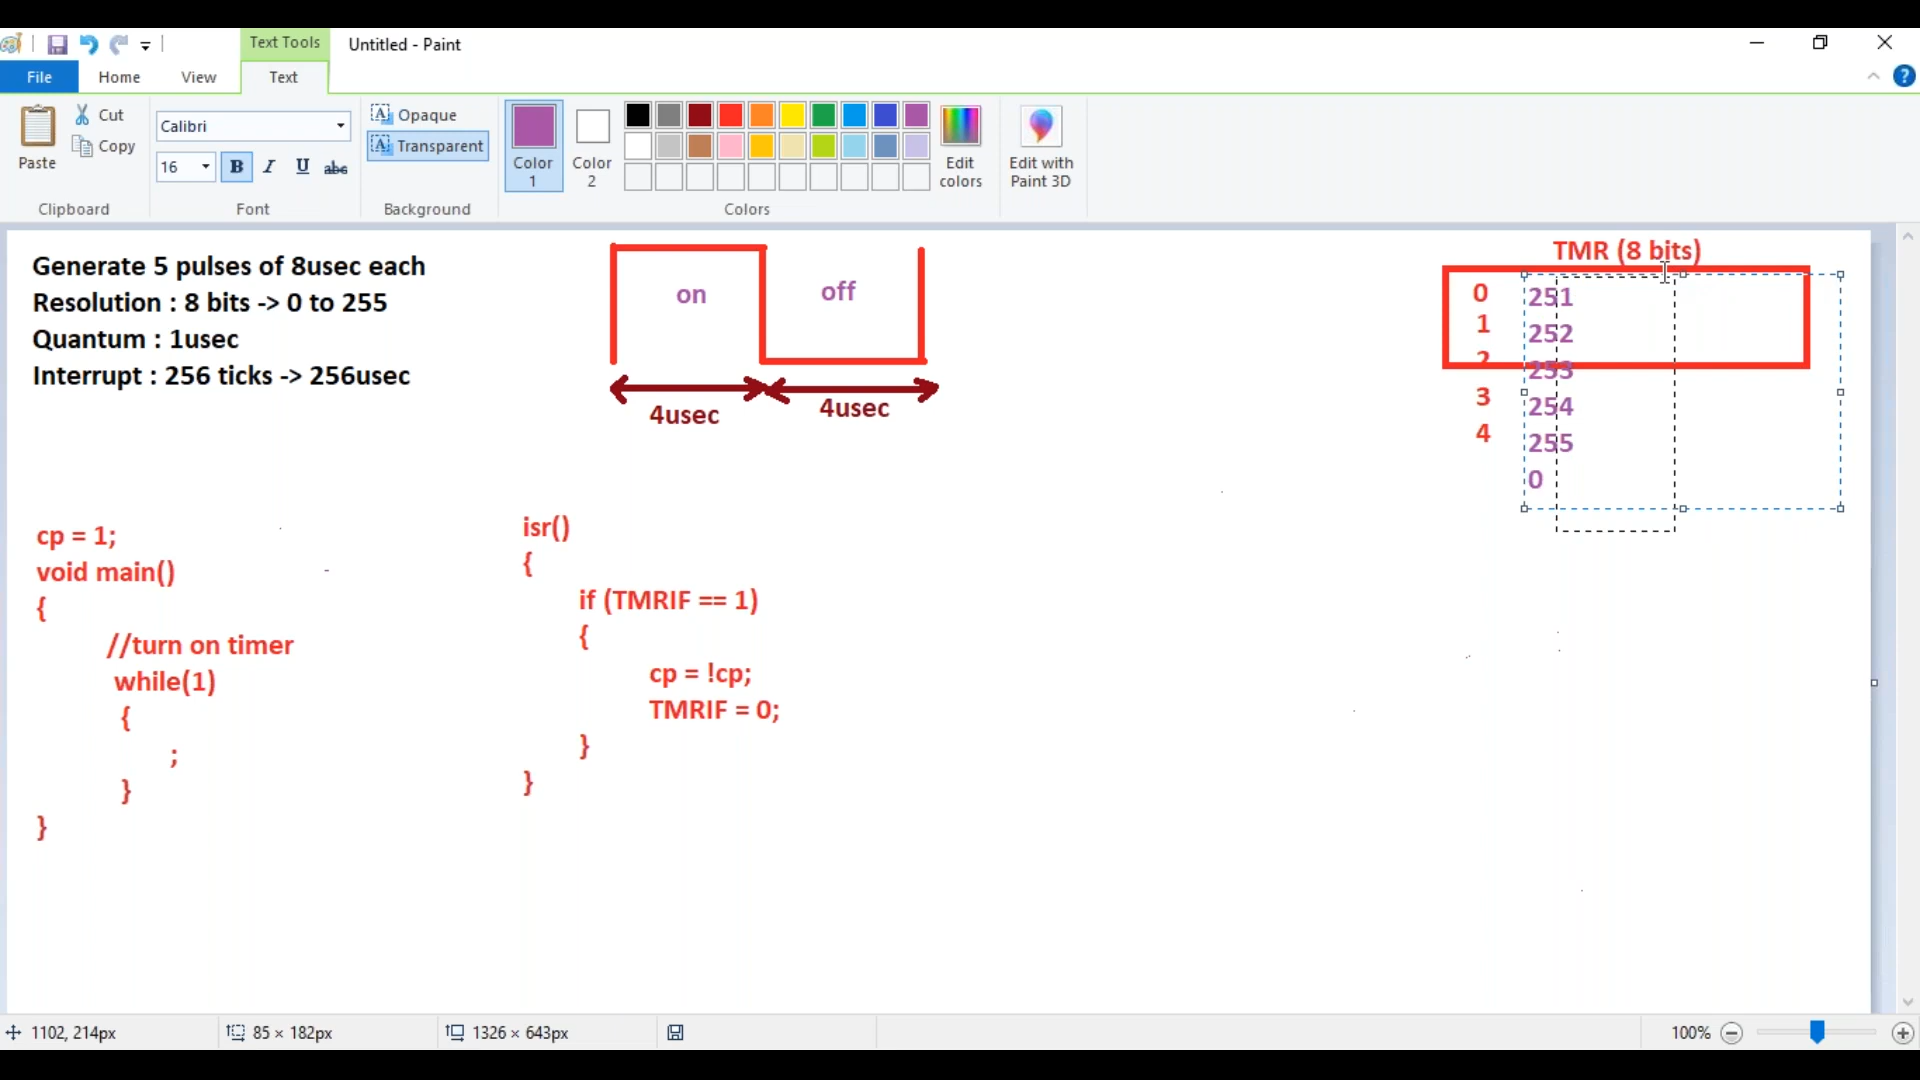 Text Tools
Untitled - Paint
File
Home
View
Text
Paste
Cut
Copy
Clipboard
Calibri
16
B I U abc
Font
Opaque
Transparent
Background
Color 1
Color 2
Colors
Edit colors
Edit with Paint 3D
Generate 5 pulses of 8usec each
Resolution : 8 bits -> 0 to 255
Quantum : 1usec
Interrupt : 256 ticks -> 256usec
on
off
4usec
4usec
TMR (8 bits)
0
1
2
3
4
251
252
253
254
255
0
cp = 1;
void main()
{
//turn on timer
while(1)
{
;
}
}
isr()
{
if (TMRIF == 1)
{
cp = !cp;
TMRIF = 0;
}
}
1102, 214px
85 × 182px
1326 × 643px
100%